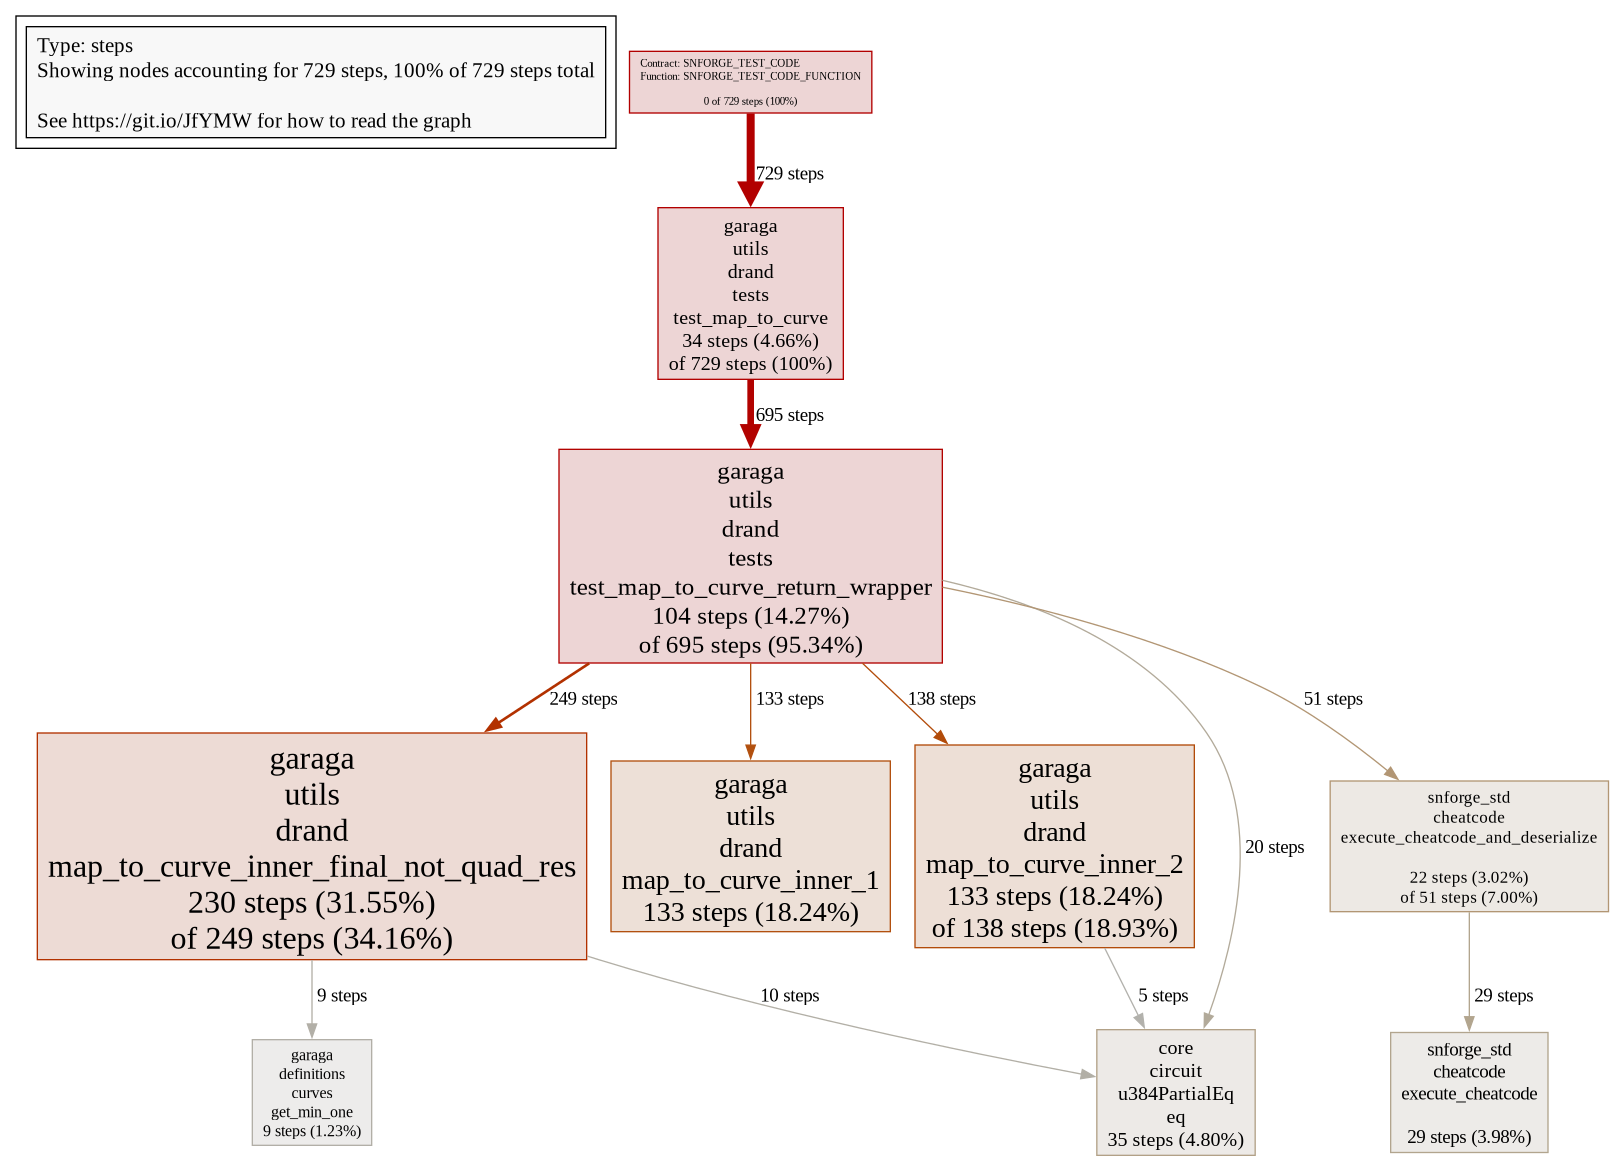 Type: steps
Showing nodes accounting for 729 steps, 100% of 729 steps total
See https://git.io/JfYMW for how to read the graph
Contract: SNFORGE_TEST_CODE
Function: SNFORGE_TEST_CODE_FUNCTION
0 of 729 steps (100%)
729 steps
garaga
utils
drand
tests
test_map_to_curve
34 steps (4.66%)
of 729 steps (100%)
695 steps
garaga
utils
drand
tests
test_map_to_curve_return_wrapper
104 steps (14.27%)
of 695 steps (95.34%)
249 steps
133 steps
138 steps
51 steps
20 steps
garaga
utils
drand
map_to_curve_inner_final_not_quad_res
230 steps (31.55%)
of 249 steps (34.16%)
garaga
utils
drand
map_to_curve_inner_1
133 steps (18.24%)
garaga
utils
drand
map_to_curve_inner_2
133 steps (18.24%)
of 138 steps (18.93%)
snforge_std
cheatcode
execute_cheatcode_and_deserialize
22 steps (3.02%)
of 51 steps (7.00%)
9 steps
10 steps
5 steps
29 steps
garaga
definitions
curves
get_min_one
9 steps (1.23%)
core
circuit
u384PartialEq
eq
35 steps (4.80%)
snforge_std
cheatcode
execute_cheatcode
29 steps (3.98%)